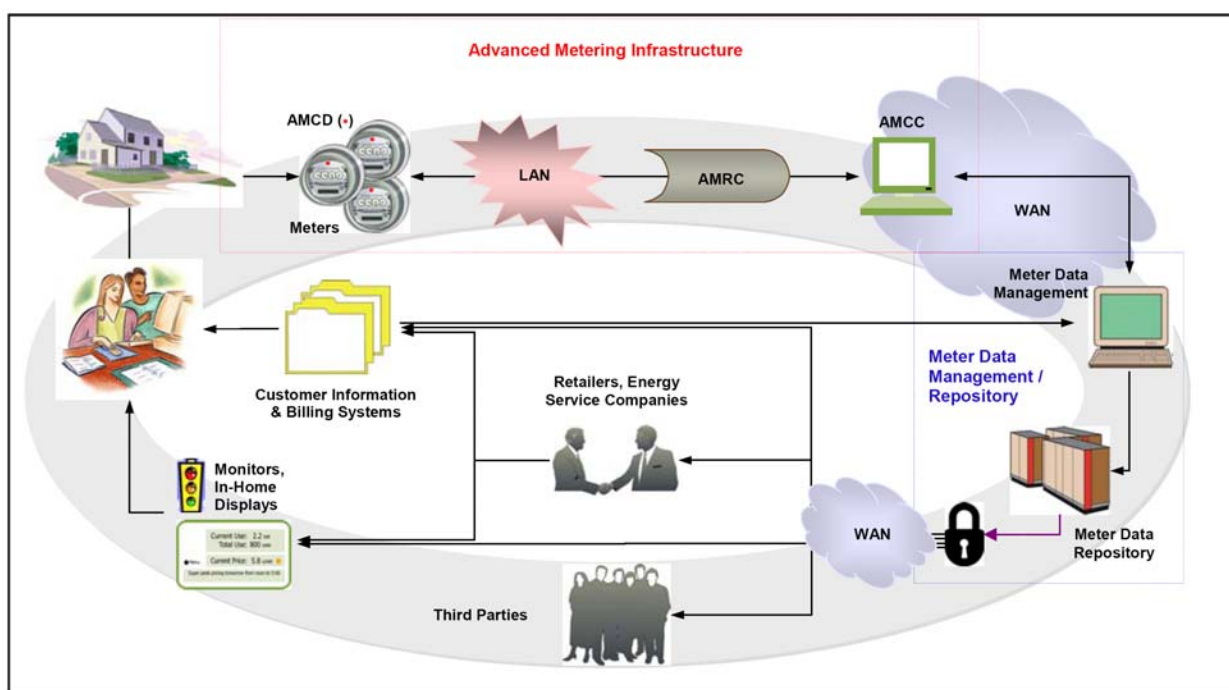 Advanced Metering Infrastructure
AMCD (•)
Meters
LAN
AMRC
AMCC
WAN
Meter Data
Management
Meter Data
Management /
Repository
Customer Information
& Billing Systems
Retailers, Energy
Service Companies
Monitors,
In-Home
Displays
Current Use: 2.2
Total Use: 800
Current Price: 5.8
WAN
Meter Data
Repository
Third Parties